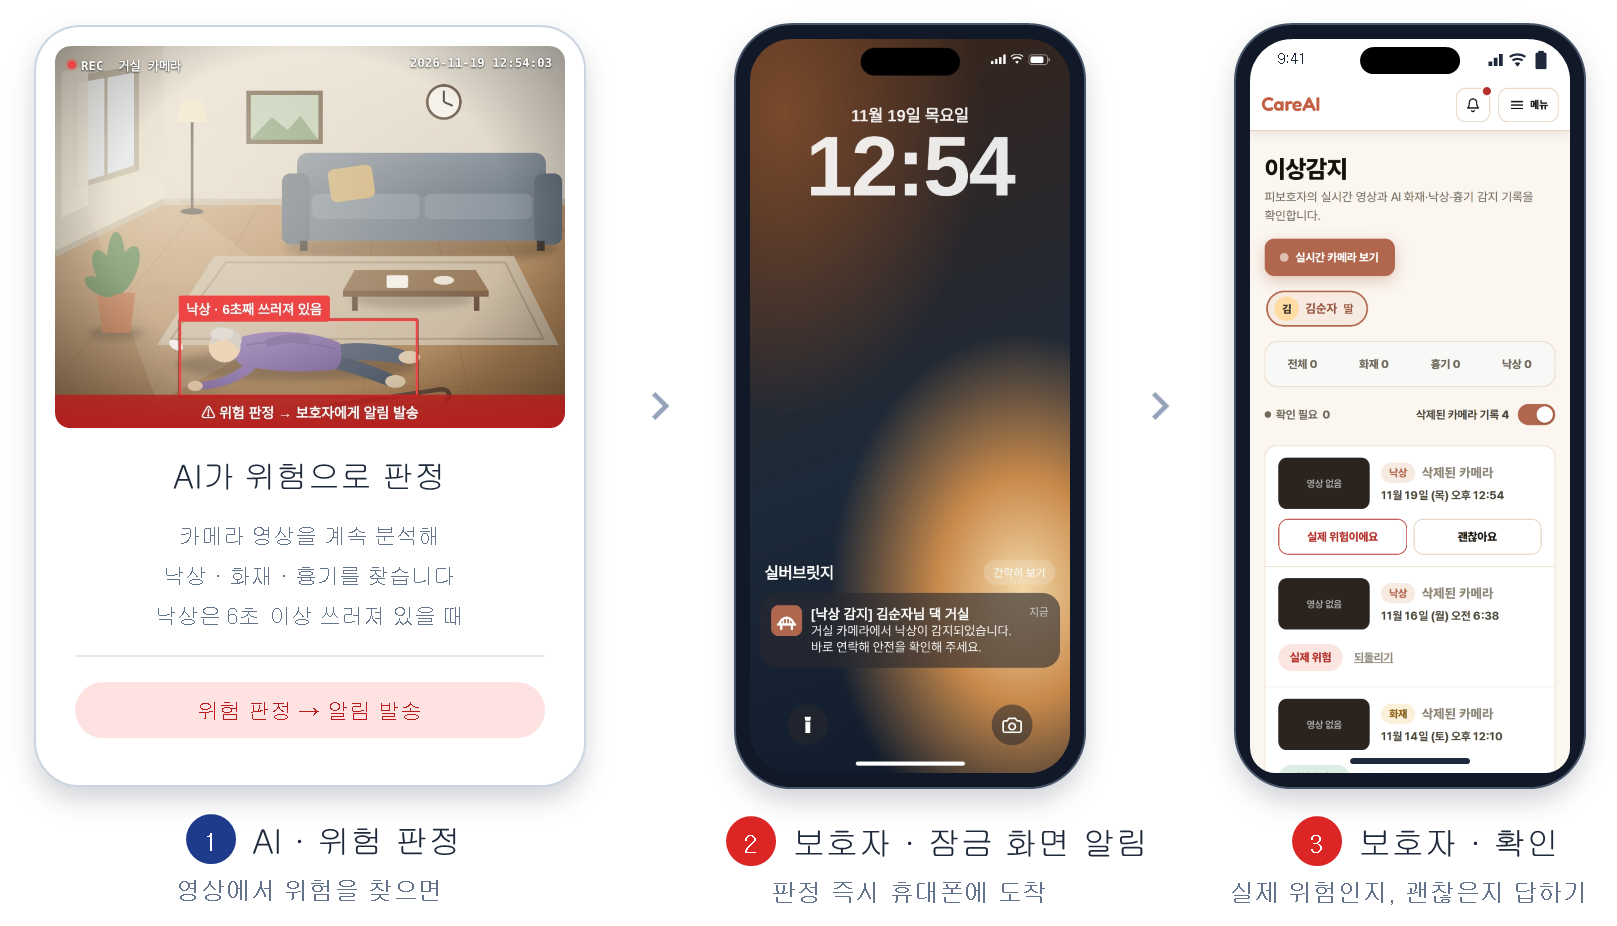 REC 거실 카메라
2026-11-19 12:54:03
낙상 · 6초째 쓰러져 있음
⚠ 위험 판정 → 보호자에게 알림 발송
AI가 위험으로 판정
카메라 영상을 계속 분석해
낙상 · 화재 · 흉기를 찾습니다
낙상은 6초 이상 쓰러져 있을 때
위험 판정 → 알림 발송
1 AI · 위험 판정
영상에서 위험을 찾으면
11월 19일 목요일
12:54
실버브릿지
간략히 보기
[낙상 감지] 김순자님 댁 거실
지금
거실 카메라에서 낙상이 감지되었습니다.
바로 연락해 안전을 확인해 주세요.
2 보호자 · 잠금 화면 알림
판정 즉시 휴대폰에 도착
9:41
CareAI
메뉴
이상감지
피보호자의 실시간 영상과 AI 화재·낙상·흉기 감지 기록을
확인합니다.
실시간 카메라 보기
김 김순자 딸
전체 0 화재 0 흉기 0 낙상 0
확인 필요 0
삭제된 카메라 기록 4
영상 없음
낙상 삭제된 카메라
11월 19일 (목) 오후 12:54
실제 위험이에요
괜찮아요
영상 없음
낙상 삭제된 카메라
11월 16일 (월) 오전 6:38
실제 위험
되돌리기
영상 없음
화재 삭제된 카메라
11월 14일 (토) 오후 12:10
3 보호자 · 확인
실제 위험인지, 괜찮은지 답하기